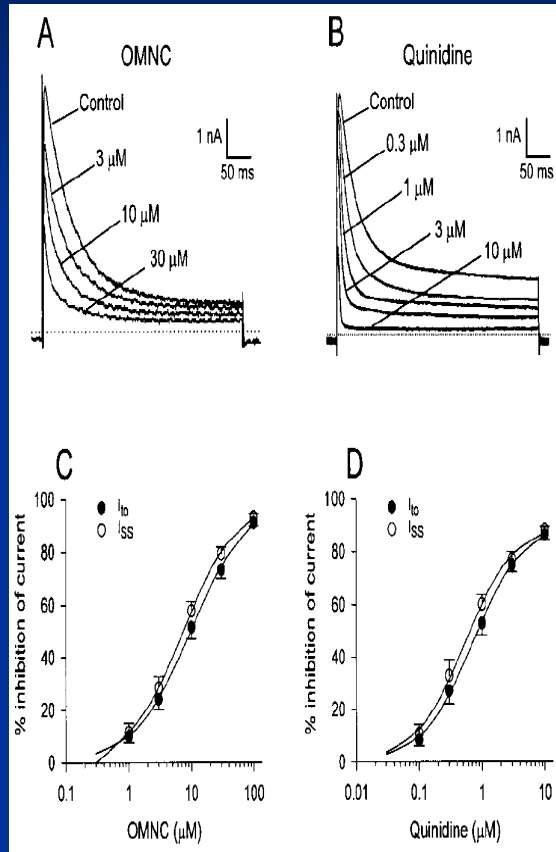 A
OMNC
Control
3 μM
10 μM
30 μM
1 nA
50 ms
B
Quinidine
Control
0.3 μM
1 μM
3 μM
10 μM
1 nA
50 ms
C
% inhibition of current
100
80
60
40
20
0
Ito
ISS
0.1 1 10 100
OMNC (μM)
D
% inhibition of current
100
80
60
40
20
0
Ito
ISS
0.01 0.1 1 10
Quinidine (μM)